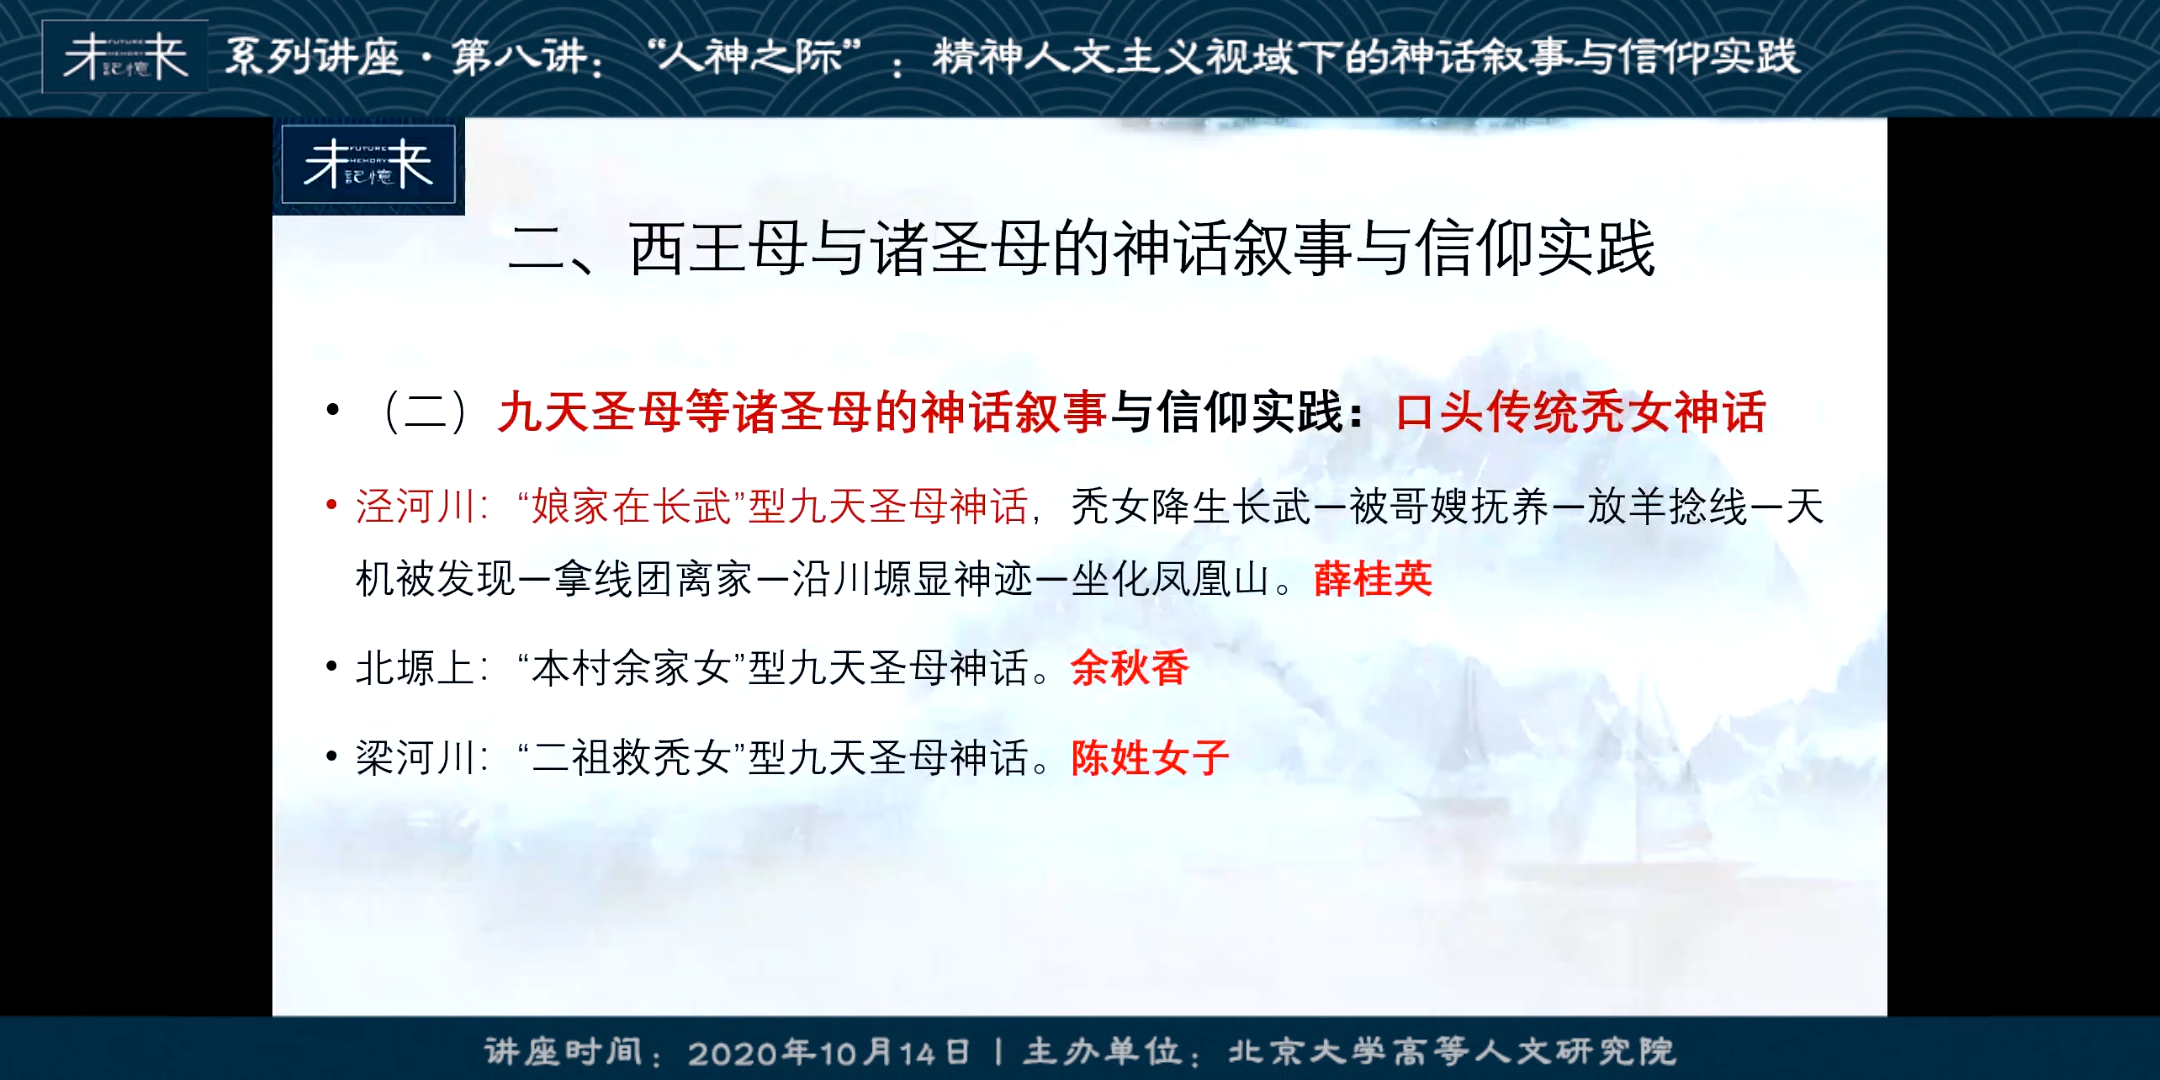 未来
記憶
系列讲座·第八讲：“人神之际”：精神人文主义视域下的神话叙事与信仰实践
未来
FUTURE
MEMORY
記憶
二、西王母与诸圣母的神话叙事与信仰实践
• （二）九天圣母等诸圣母的神话叙事与信仰实践：口头传统秃女神话
• 泾河川：“娘家在长武”型九天圣母神话，秃女降生长武—被哥嫂抚养—放羊捻线—天
机被发现—拿线团离家—沿川塬显神迹—坐化凤凰山。薛桂英
• 北塬上：“本村余家女”型九天圣母神话。余秋香
• 梁河川：“二祖救秃女”型九天圣母神话。陈姓女子
讲座时间：2020年10月14日丨主办单位：北京大学高等人文研究院